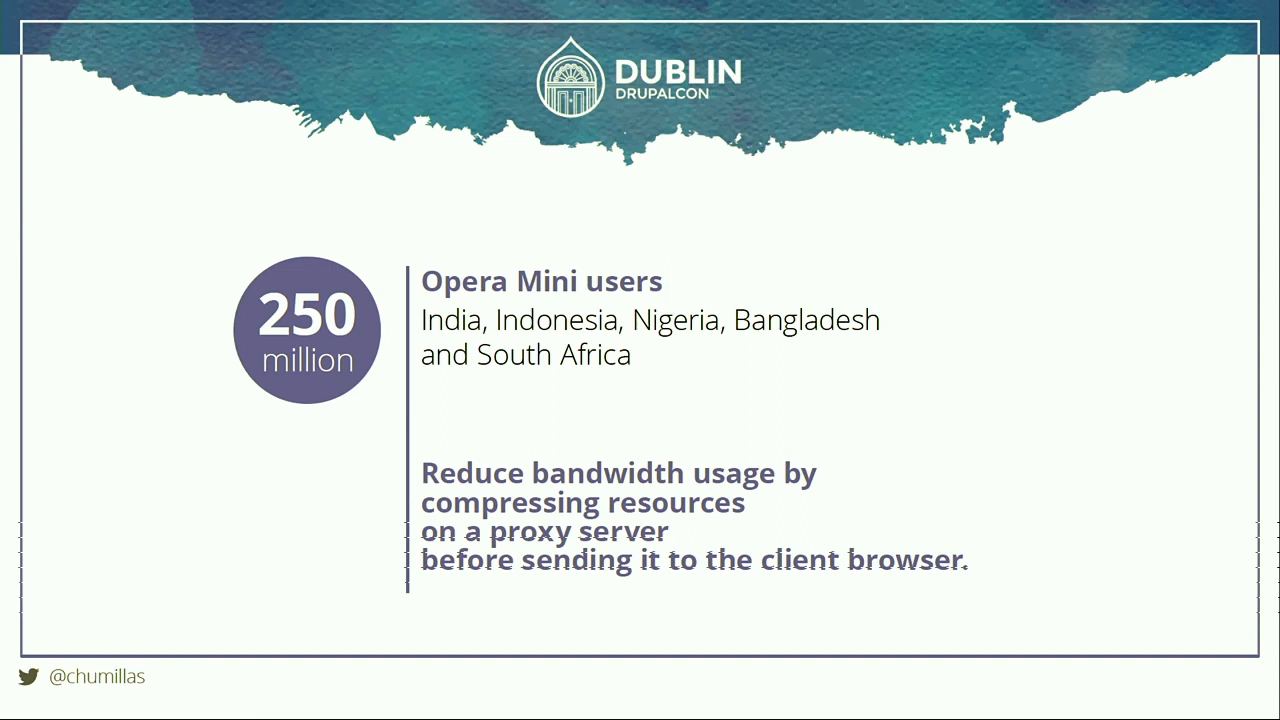 DUBLIN
DRUPALCON
250
million
Opera Mini users
India, Indonesia, Nigeria, Bangladesh
and South Africa
Reduce bandwidth usage by
compressing resources
on a proxy server
before sending it to the client browser.
@chumillas